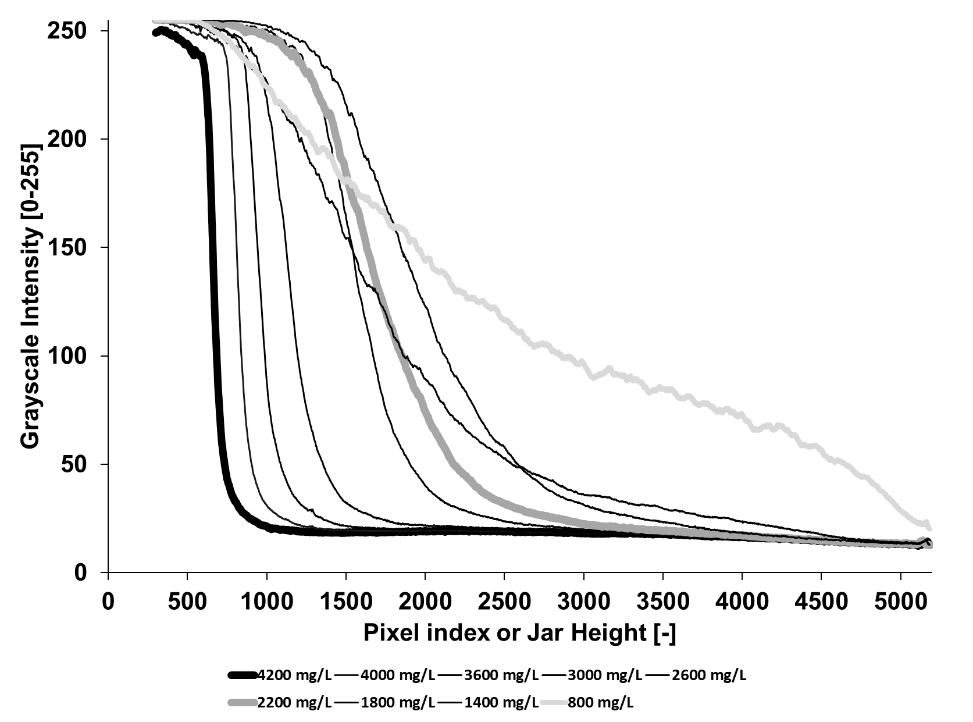 250
200
150
100
50
0
Grayscale Intensity [0-255]
0 500 1000 1500 2000 2500 3000 3500 4000 4500 5000
Pixel index or Jar Height [-]
4200 mg/L 4000 mg/L 3600 mg/L 3000 mg/L 2600 mg/L
2200 mg/L 1800 mg/L 1400 mg/L 800 mg/L